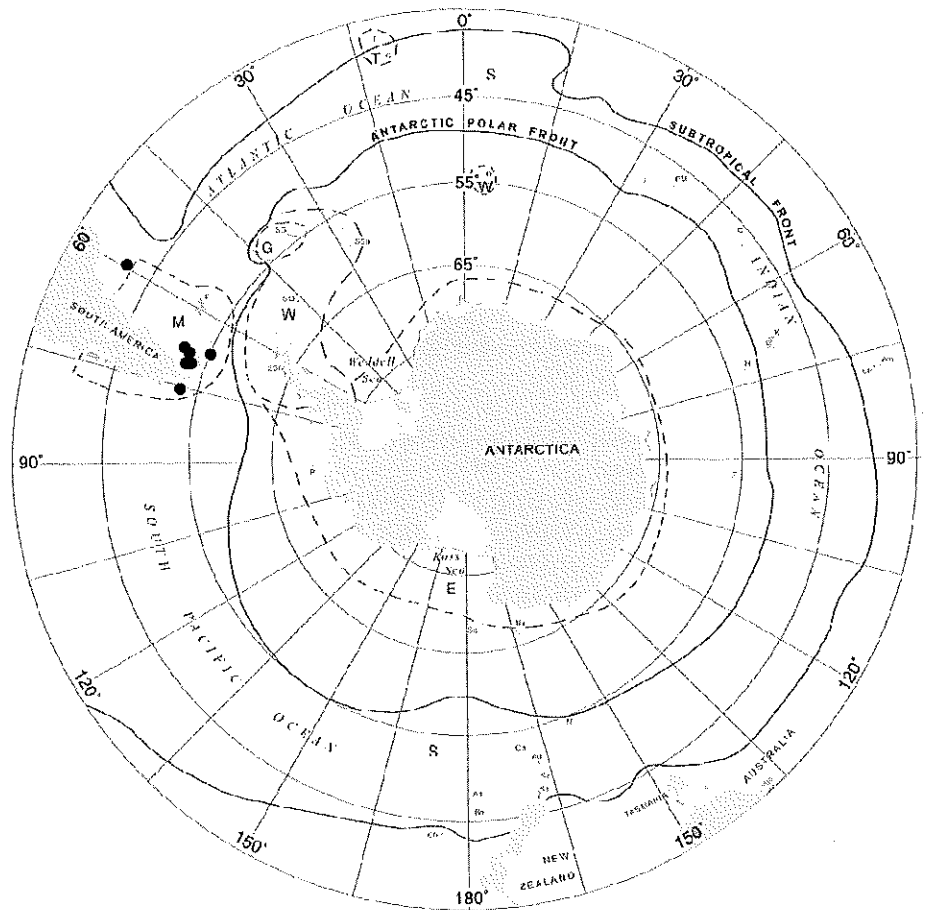 0°
30°
30°
T
S
45°
ATLANTIC OCEAN
ANTARCTIC POLAR FRONT
SUBTROPICAL FRONT
55°
W
60°
60°
G
65°
INDIAN OCEAN
W
M
SOUTH AMERICA
Weddell Sea
H
90°
ANTARCTICA
90°
P
Ross Sea
E
SOUTH PACIFIC OCEAN
120°
120°
S
AUSTRALIA
TASMANIA
150°
150°
NEW
ZEALAND
180°